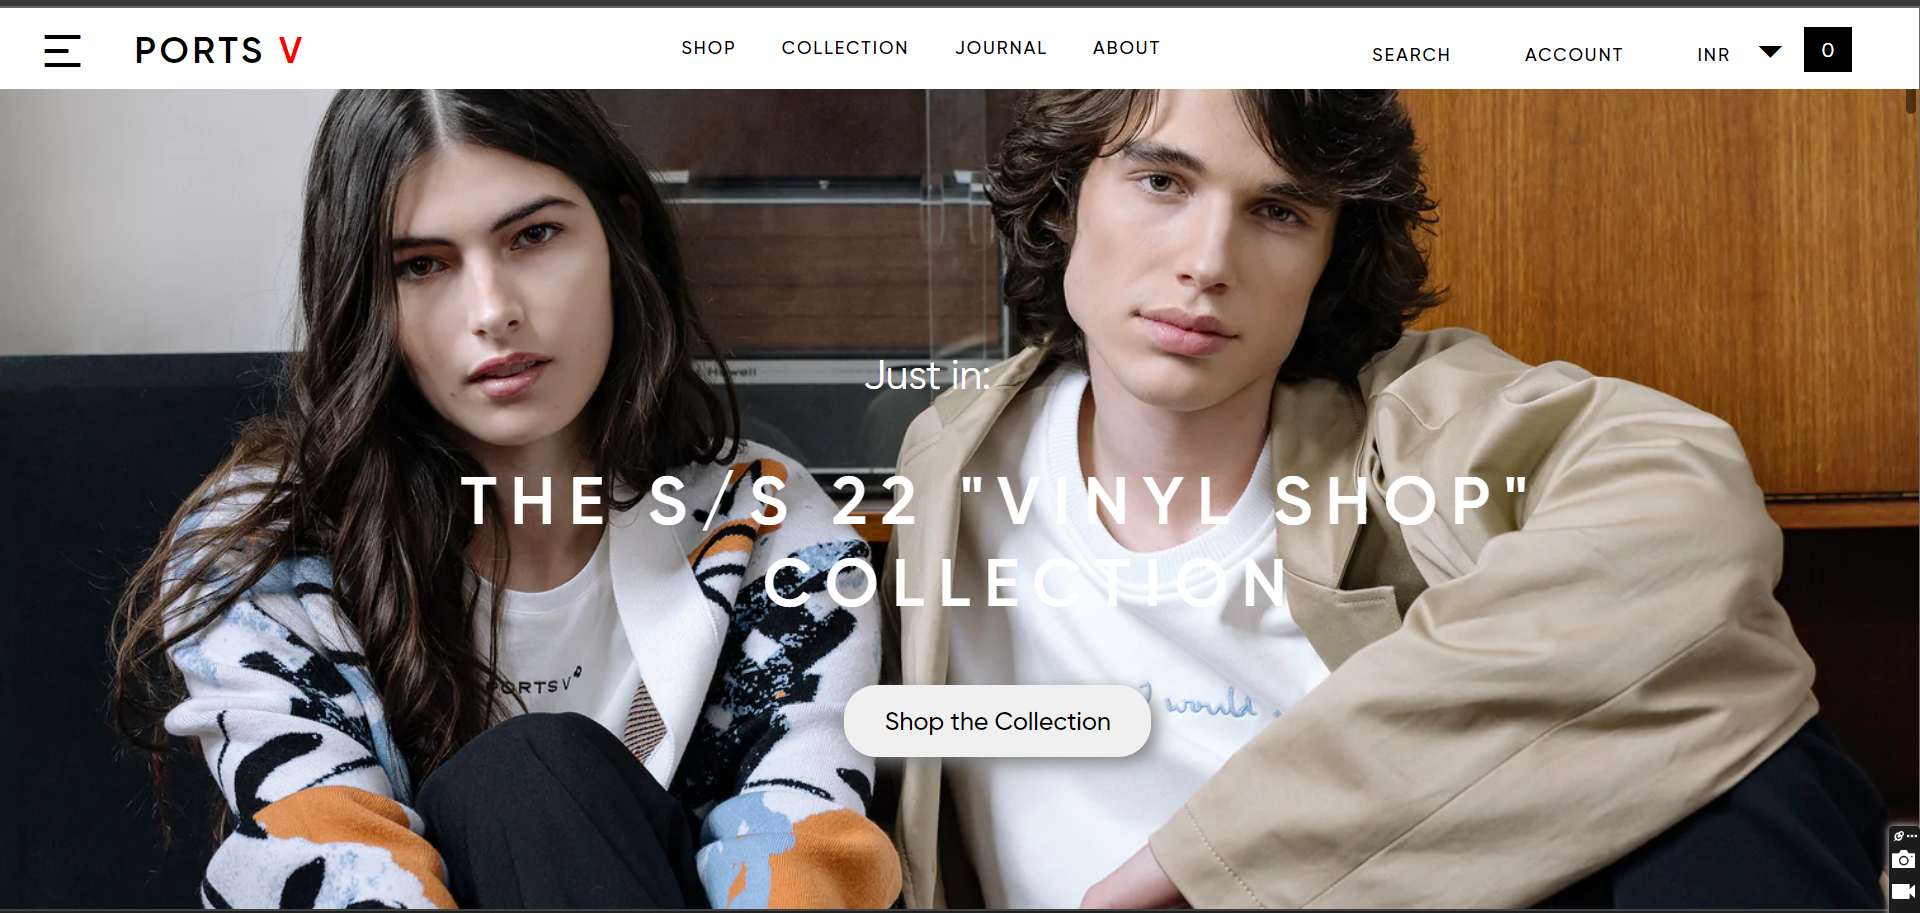 PORTS V
SHOP COLLECTION JOURNAL ABOUT
SEARCH ACCOUNT INR 0
Just in:
THE S/S 22 "VINYL SHOP"
COLLECTION
PORTS V
I would
Shop the Collection